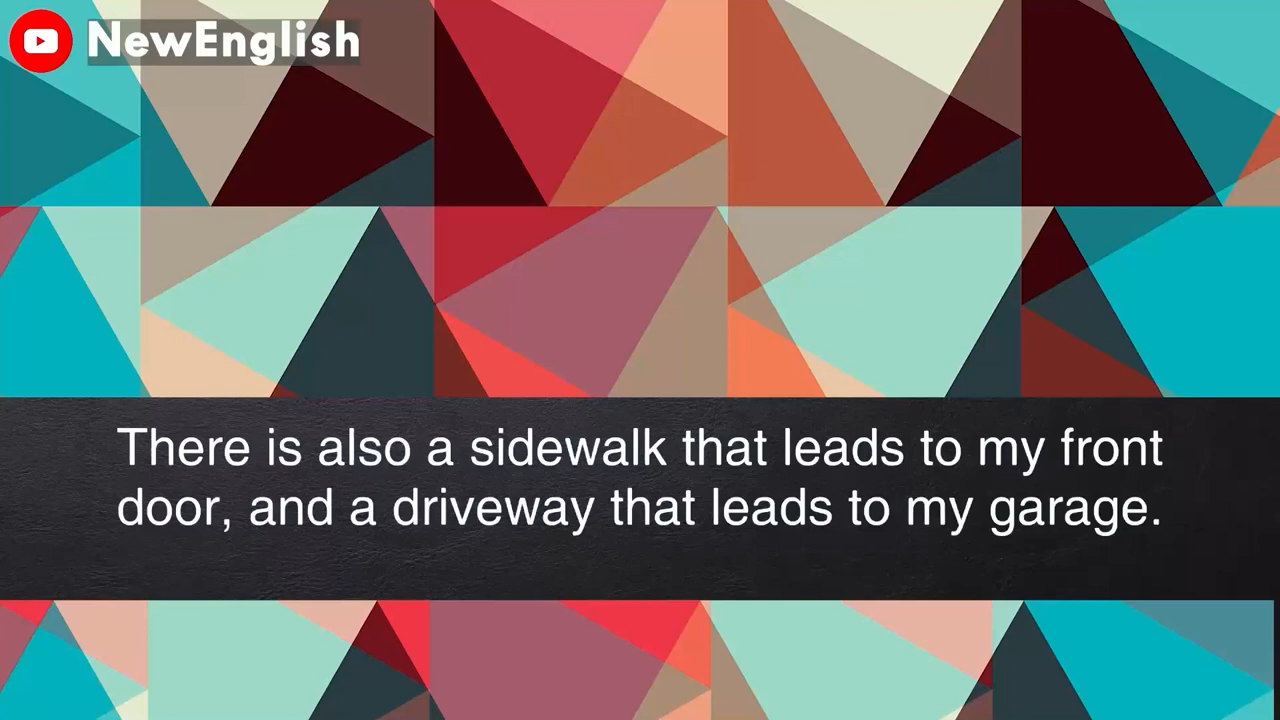 NewEnglish
There is also a sidewalk that leads to my front
door, and a driveway that leads to my garage.